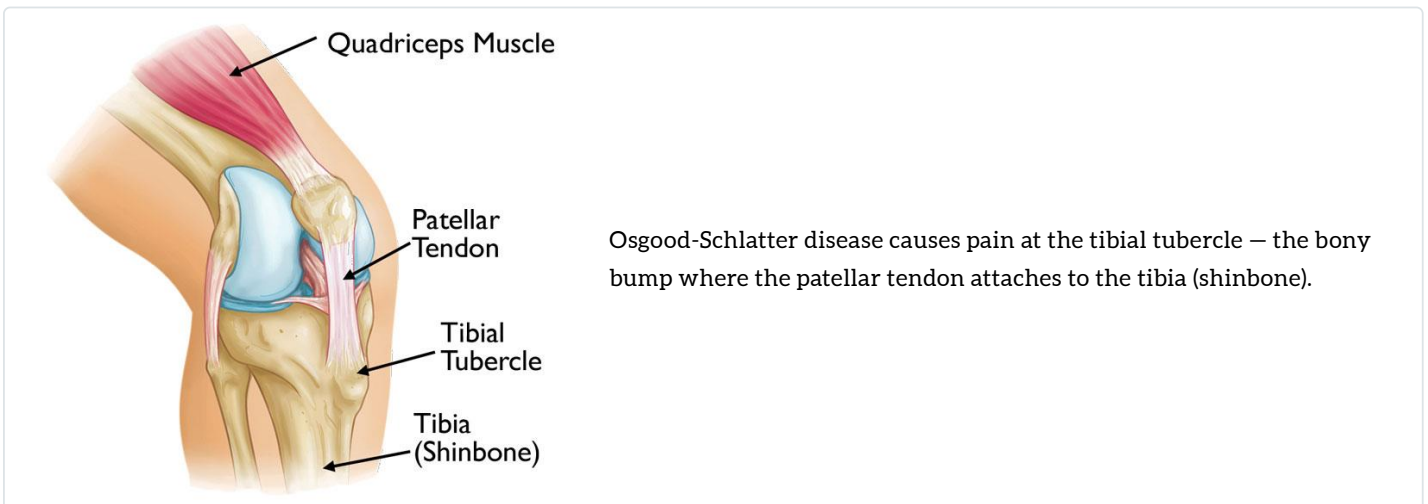 Quadriceps Muscle
Patellar
Tendon
Tibial
Tubercle
Tibia
(Shinbone)
Osgood-Schlatter disease causes pain at the tibial tubercle — the bony
bump where the patellar tendon attaches to the tibia (shinbone).